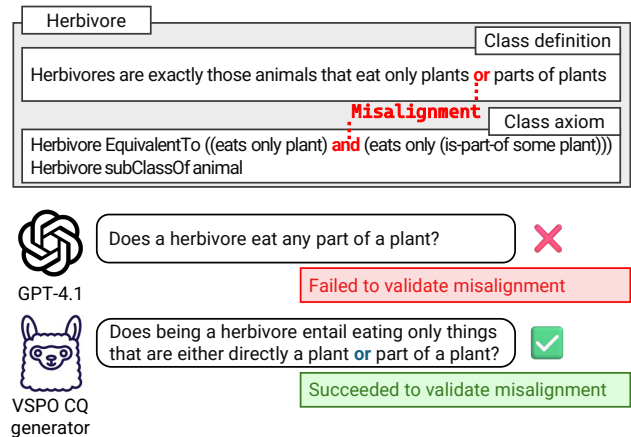 Herbivore
Class definition
Herbivores are exactly those animals that eat only plants or parts of plants
Misalignment
Class axiom
Herbivore EquivalentTo ((eats only plant) and (eats only (is-part-of some plant)))
Herbivore subClassOf animal
Does a herbivore eat any part of a plant?
GPT-4.1
Failed to validate misalignment
Does being a herbivore entail eating only things
that are either directly a plant or part of a plant?
VSPO CQ
generator
Succeeded to validate misalignment